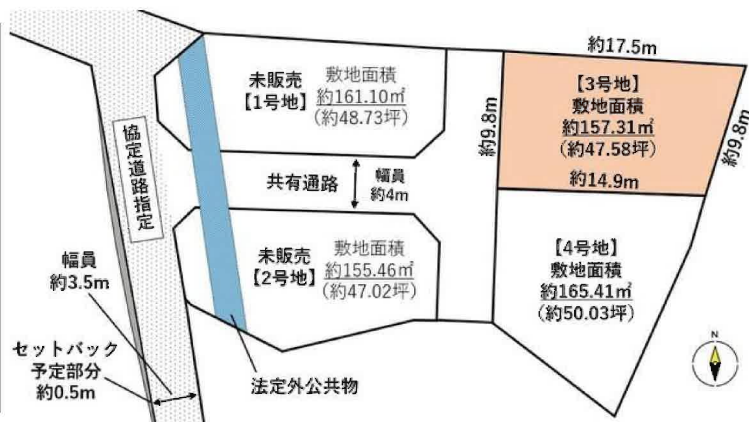 約17.5m
未販売
【1号地】
敷地面積
約161.10㎡
(約48.73坪)
約9.8m
【3号地】
敷地面積
約157.31㎡
(約47.58坪)
約9.8m
約14.9m
協定道路指定
共有通路
幅員
約4m
未販売
【2号地】
敷地面積
約155.46㎡
(約47.02坪)
【4号地】
敷地面積
約165.41㎡
(約50.03坪)
幅員
約3.5m
セットバック
予定部分
約0.5m
法定外公共物
N